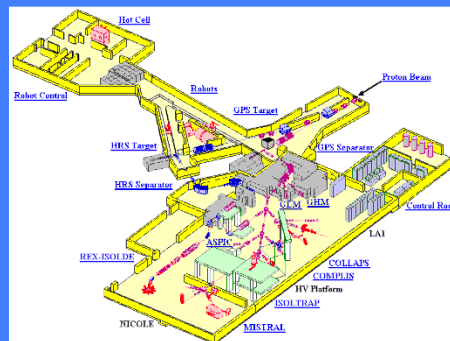 Hot Cell
Proton Beam
Robots
Robot Control
GPS Target
HRS Target
GPS Separator
HRS Separator
GLM
GHM
Control Room
ASPIC
LA1
REX-ISOLDE
COLLAPS
COMPLIS
HV Platform
ISOLTRAP
NICOLE
MISTRAL